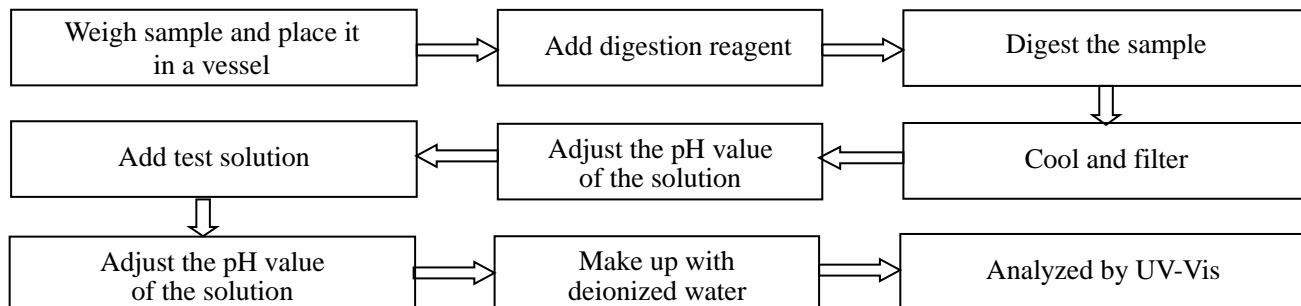 Weigh sample and place it
in a vessel
Add digestion reagent
Digest the sample
Cool and filter
Adjust the pH value
of the solution
Add test solution
Adjust the pH value
of the solution
Make up with
deionized water
Analyzed by UV-Vis